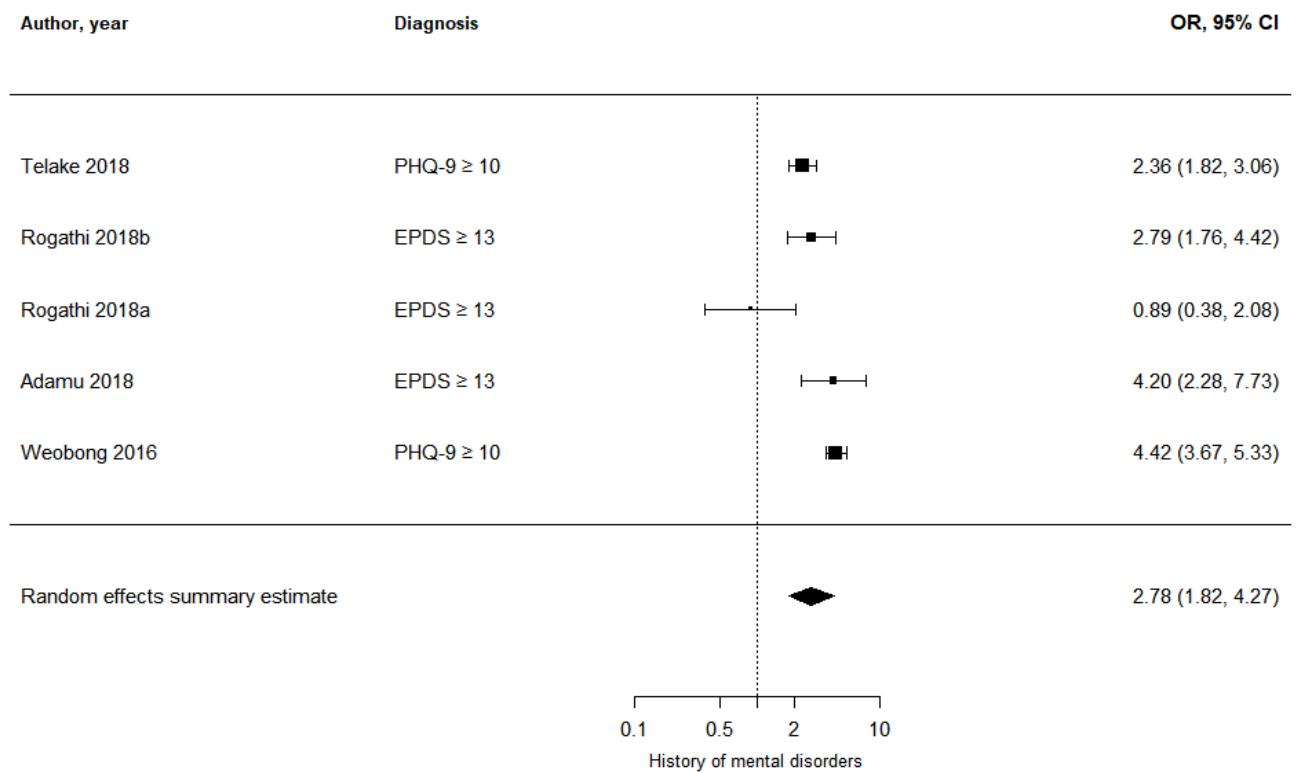 Author, year Diagnosis OR, 95% CI
Telake 2018 PHQ-9 ≥ 10 2.36 (1.82, 3.06)
Rogathi 2018b EPDS ≥ 13 2.79 (1.76, 4.42)
Rogathi 2018a EPDS ≥ 13 0.89 (0.38, 2.08)
Adamu 2018 EPDS ≥ 13 4.20 (2.28, 7.73)
Weobong 2016 PHQ-9 ≥ 10 4.42 (3.67, 5.33)
Random effects summary estimate 2.78 (1.82, 4.27)
0.1 0.5 2 10
History of mental disorders